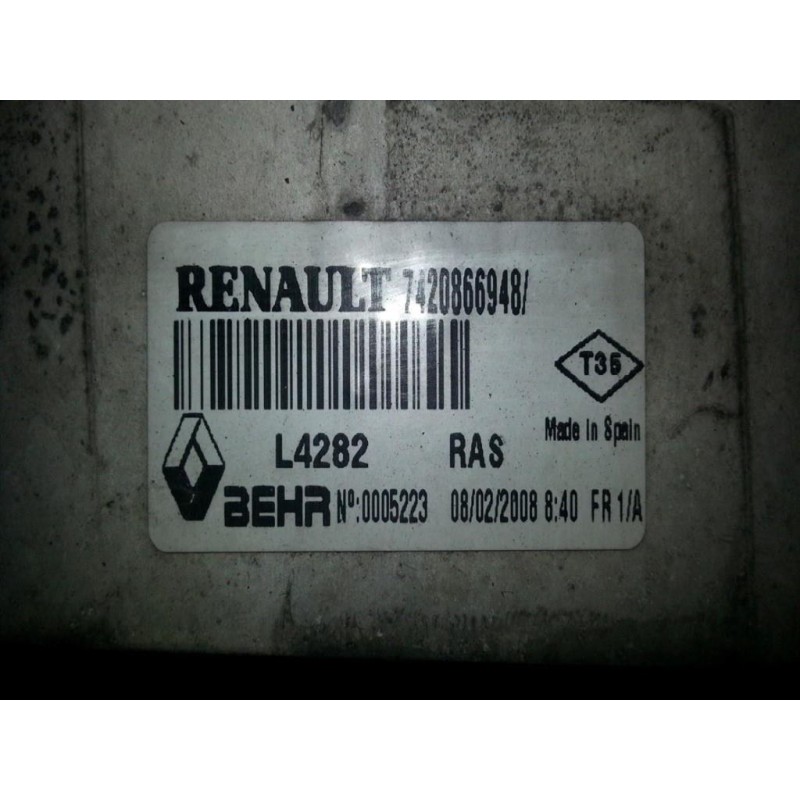 RENAULT 7420866948/
T35
Made in Spain
L4282 RAS
BEHR Nº:0005223 08/02/2008 8:40 FR 1/A